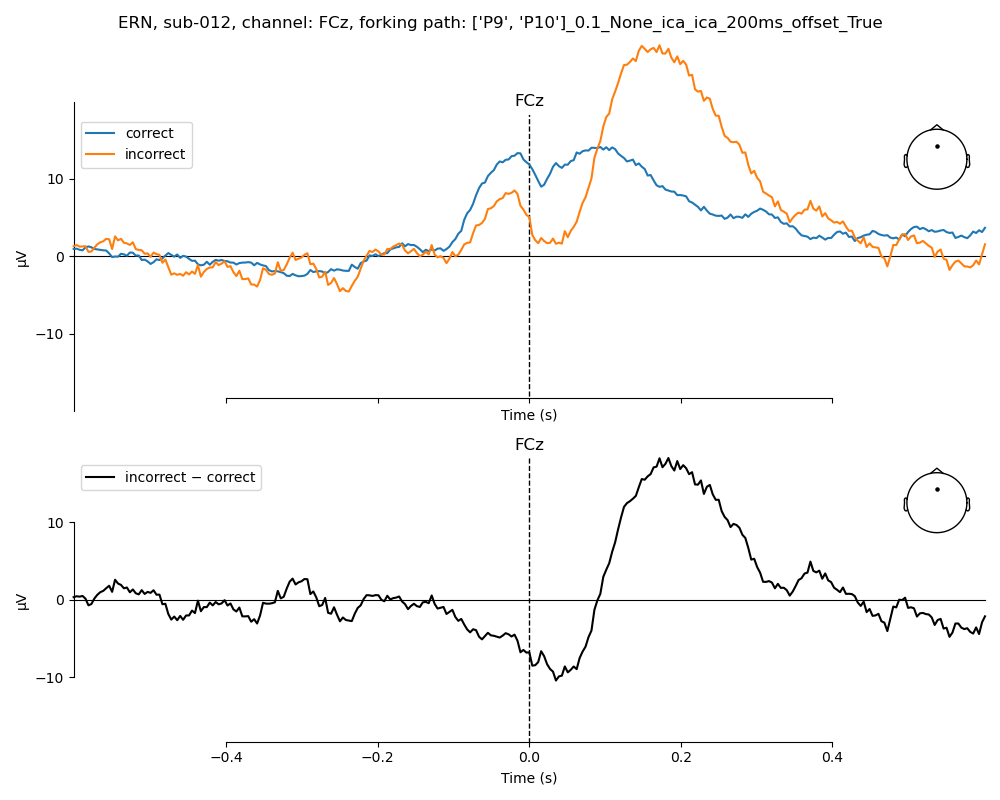 ERN, sub-012, channel: FCz, forking path: ['P9', 'P10']_0.1_None_ica_ica_200ms_offset_True
FCz
correct
incorrect
10
0
−10
µV
Time (s)
FCz
incorrect − correct
10
0
−10
µV
−0.4
−0.2
0.0
0.2
0.4
Time (s)